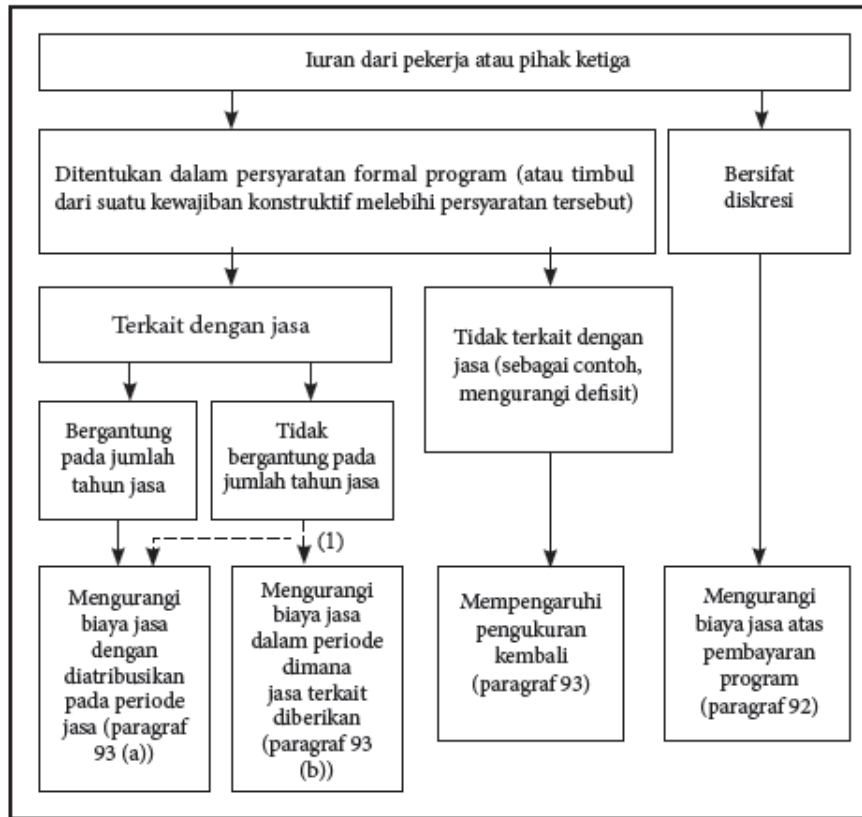 Iuran dari pekerja atau pihak ketiga
Ditentukan dalam persyaratan formal program (atau timbul
dari suatu kewajiban konstruktif melebihi persyaratan tersebut)
Bersifat
diskresi
Terkait dengan jasa
Tidak terkait dengan
jasa (sebagai contoh,
mengurangi defisit)
Bergantung
pada jumlah
tahun jasa
Tidak
bergantung pada
jumlah tahun jasa
(1)
Mengurangi
biaya jasa
dengan
diatribusikan
pada periode
jasa (paragraf
93 (a))
Mengurangi
biaya jasa
dalam periode
dimana
jasa terkait
diberikan
(paragraf 93
(b))
Mempengaruhi
pengukuran
kembali
(paragraf 93)
Mengurangi
biaya jasa atas
pembayaran
program
(paragraf 92)